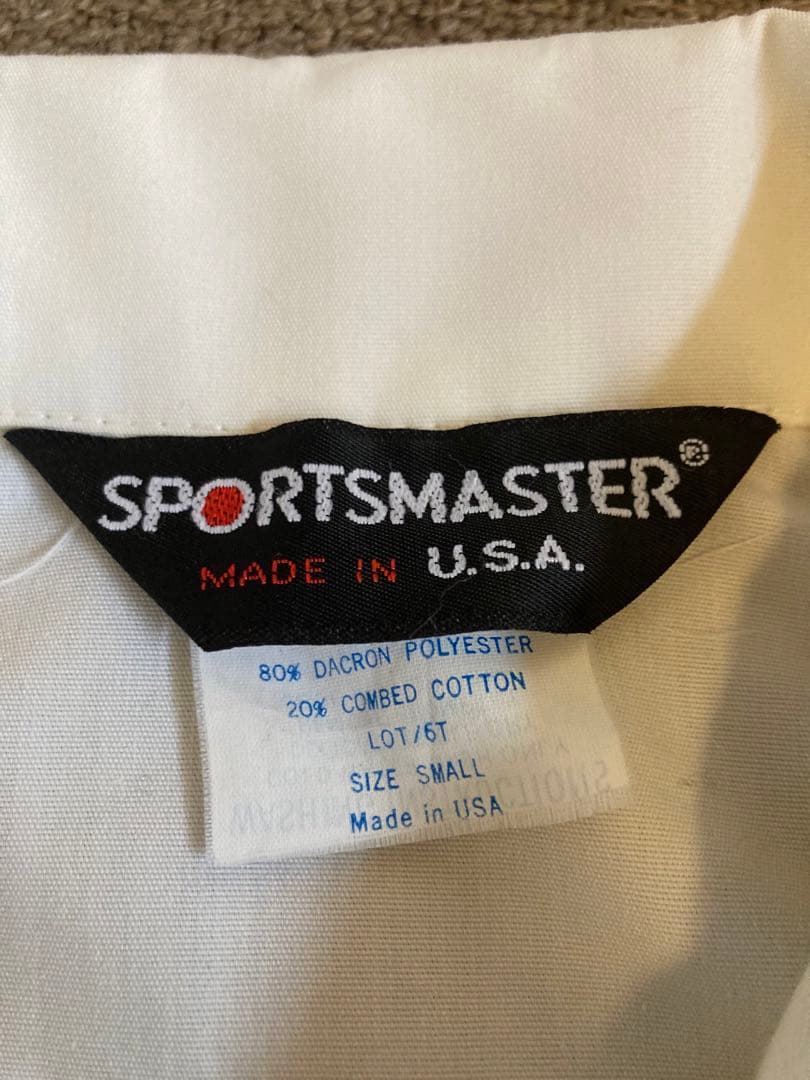 SPORTSMASTER®
MADE IN U.S.A.
80% DACRON POLYESTER
20% COMBED COTTON
LOT/6T
SIZE SMALL
Made in USA